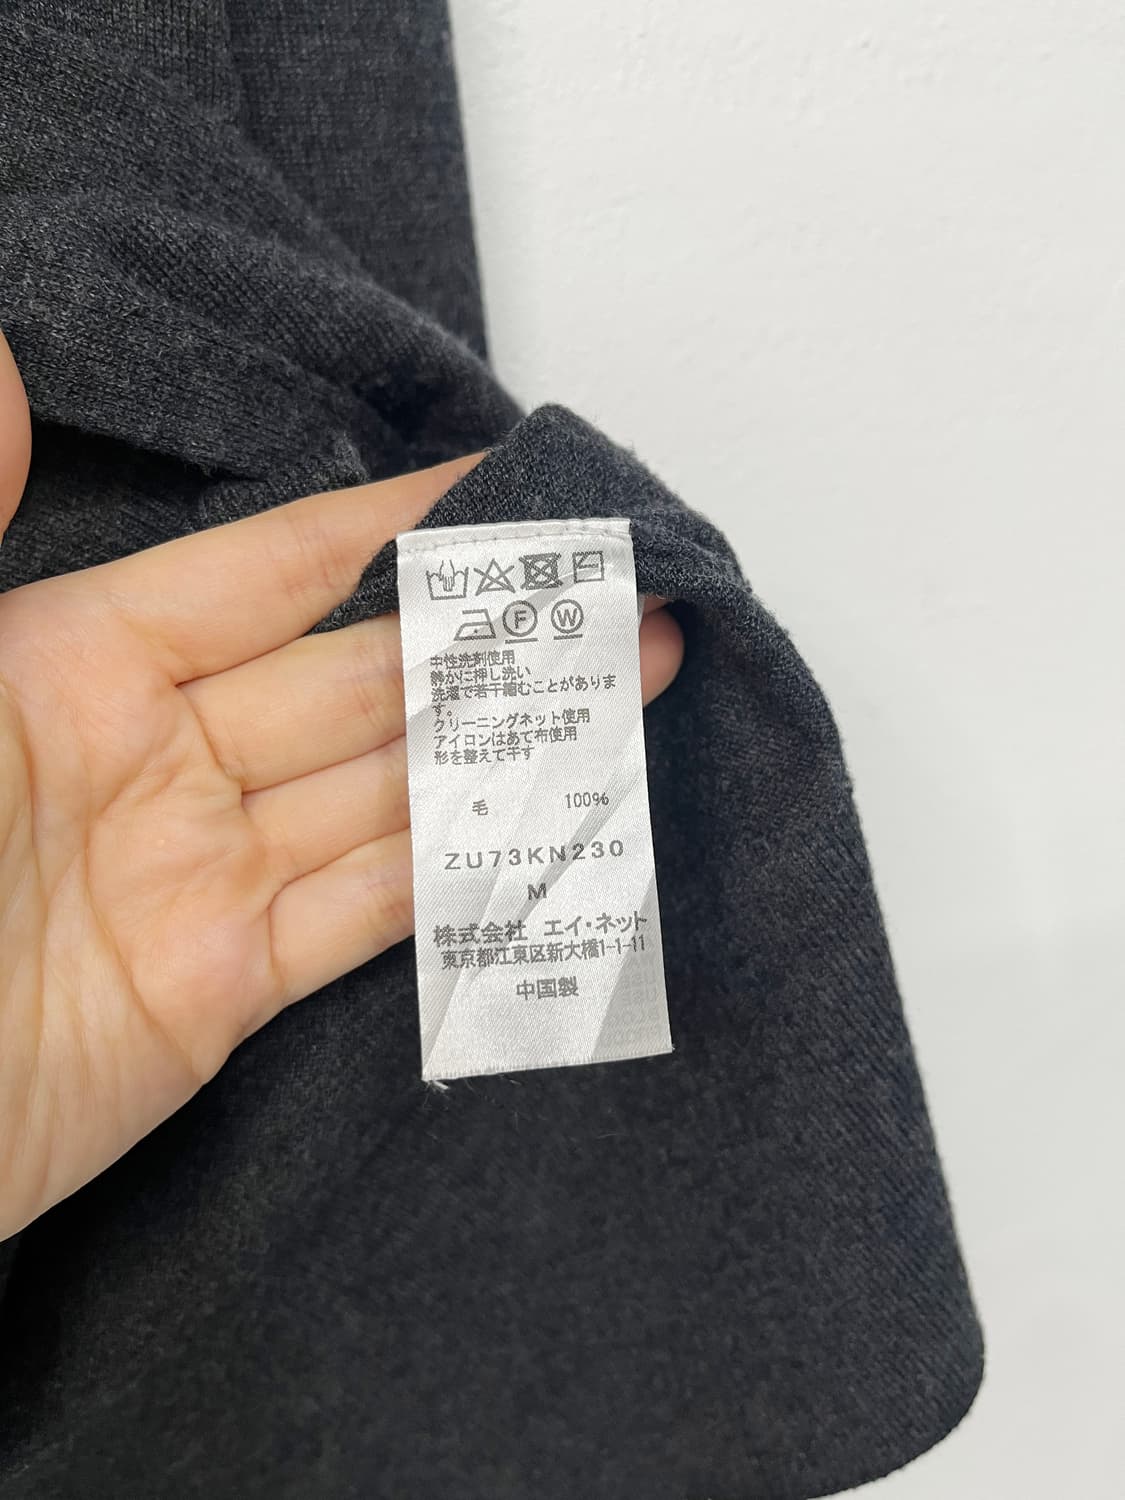 F W
中性洗剤使用
静かに押し洗い
洗濯で若干縮むことがありま
す。
クリーニングネット使用
アイロンはあて布使用
形を整えて干す
毛 100%
ZU73KN230
M
株式会社 エイ・ネット
東京都江東区新大橋1-1-11
中国製